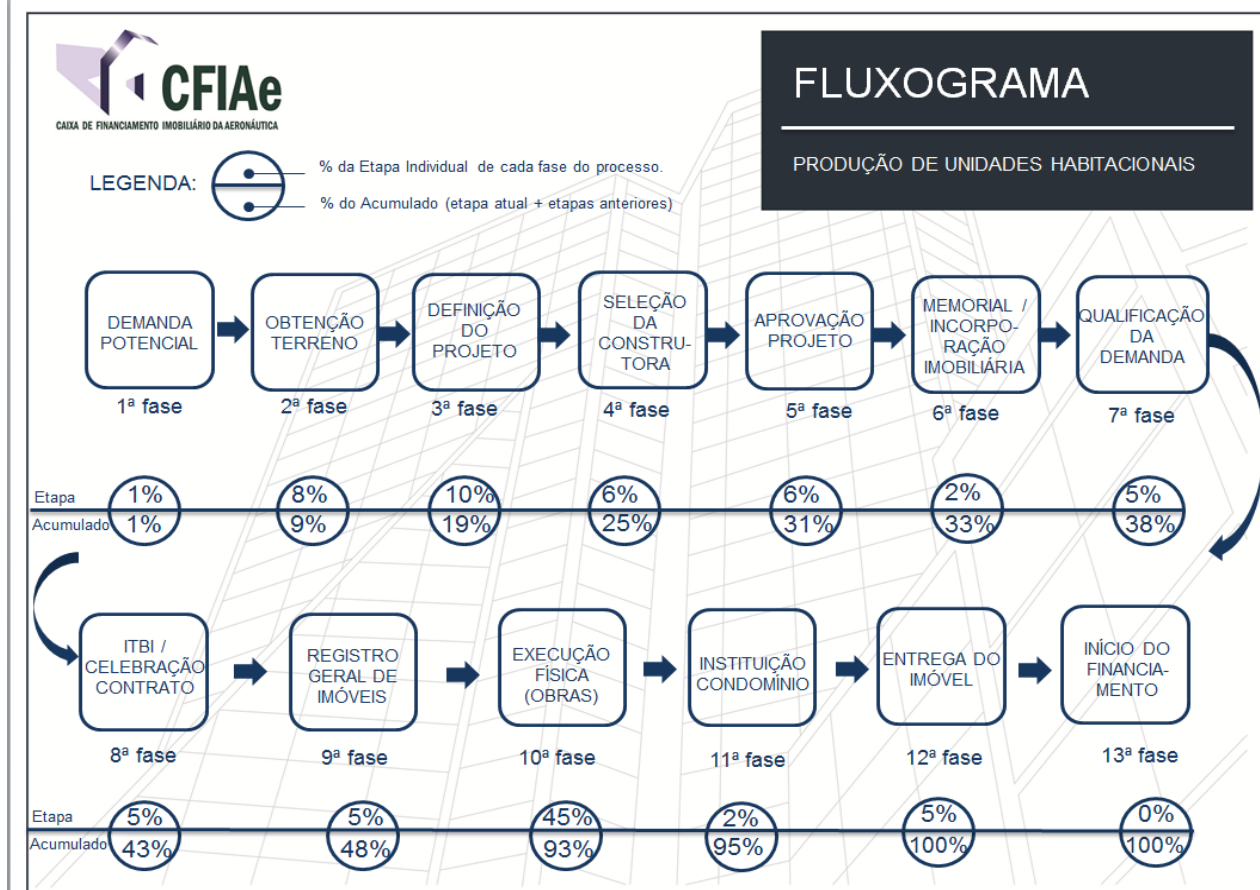 CFIAe
CAIXA DE FINANCIAMENTO IMOBILIÁRIO DA AERONÁUTICA
FLUXOGRAMA
PRODUÇÃO DE UNIDADES HABITACIONAIS
LEGENDA:
% da Etapa Individual de cada fase do processo.
% do Acumulado (etapa atual + etapas anteriores)
DEMANDA
POTENCIAL
1ª fase
OBTENÇÃO
TERRENO
2ª fase
DEFINIÇÃO
DO
PROJETO
3ª fase
SELEÇÃO
DA
CONSTRU-
TORA
4ª fase
APROVAÇÃO
PROJETO
5ª fase
MEMORIAL /
INCORPO-
RAÇÃO
IMOBILIÁRIA
6ª fase
QUALIFICAÇÃO
DA
DEMANDA
7ª fase
Etapa 1% 8% 10% 6% 6% 2% 5%
Acumulado 1% 9% 19% 25% 31% 33% 38%
ITBI /
CELEBRAÇÃO
CONTRATO
8ª fase
REGISTRO
GERAL DE
IMÓVEIS
9ª fase
EXECUÇÃO
FÍSICA
(OBRAS)
10ª fase
INSTITUIÇÃO
CONDOMÍNIO
11ª fase
ENTREGA DO
IMÓVEL
12ª fase
INÍCIO DO
FINANCIA-
MENTO
13ª fase
Etapa 5% 5% 45% 2% 5% 0%
Acumulado 43% 48% 93% 95% 100% 100%